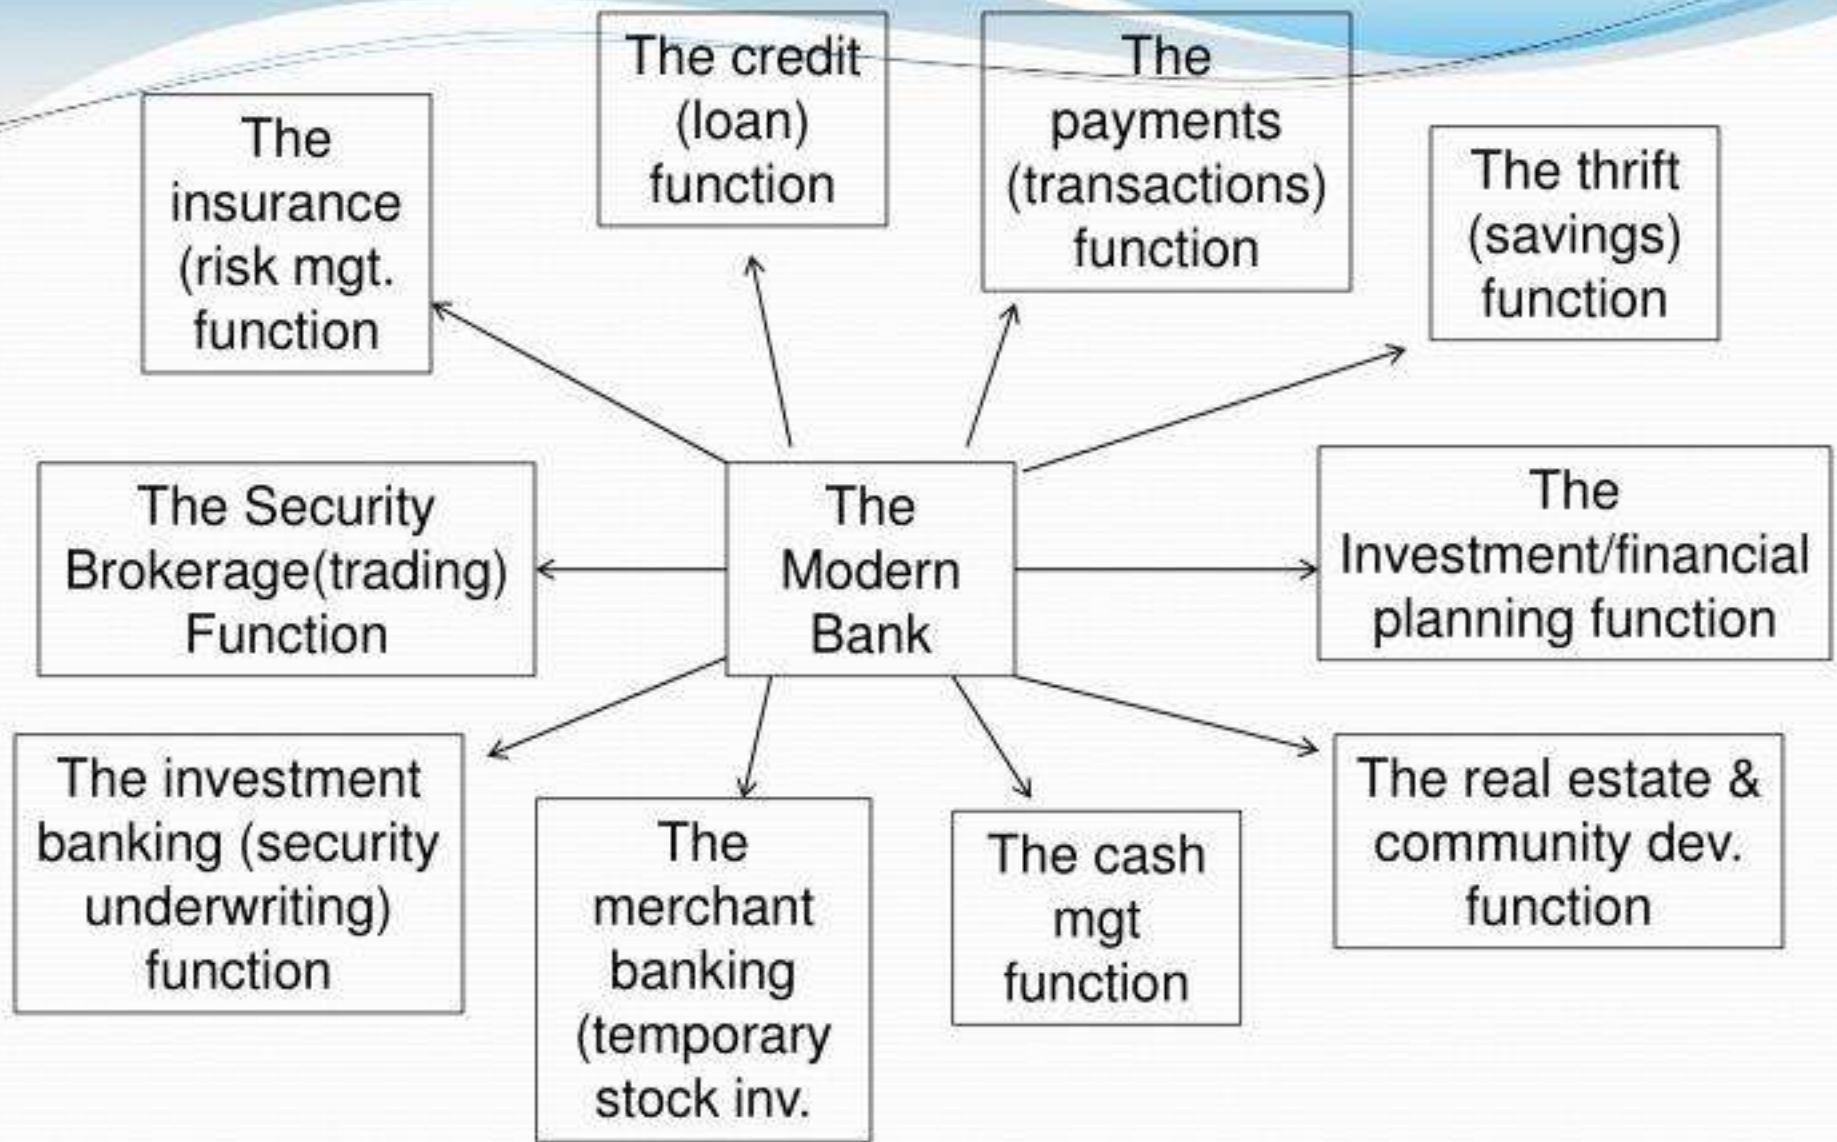 The
insurance
(risk mgt.
function
The credit
(loan)
function
The
payments
(transactions)
function
The thrift
(savings)
function
The Security
Brokerage(trading)
Function
The
Modern
Bank
The
Investment/financial
planning function
The investment
banking (security
underwriting)
function
The
merchant
banking
(temporary
stock inv.
The cash
mgt
function
The real estate &
community dev.
function